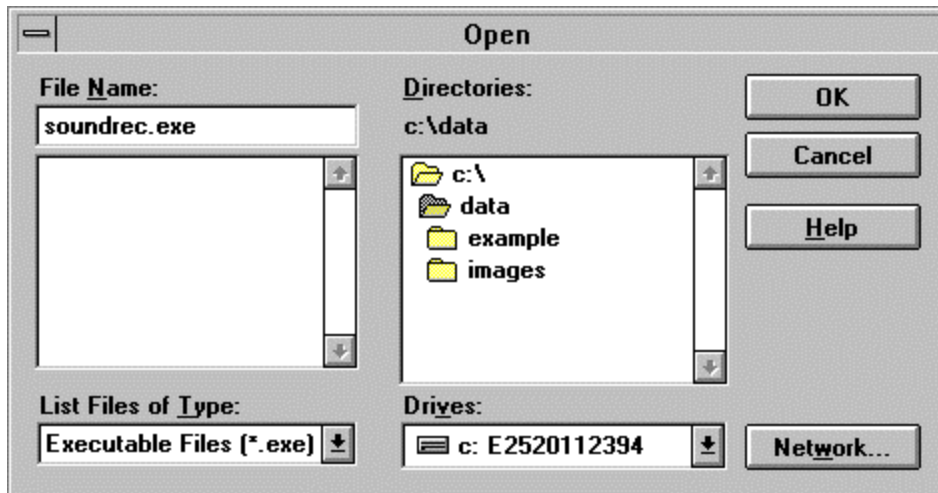 Open
File Name:
soundrec.exe
Directories:
c:\data
c:\
data
example
images
OK
Cancel
Help
List Files of Type:
Executable Files (*.exe)
Drives:
c: E2520112394
Network...